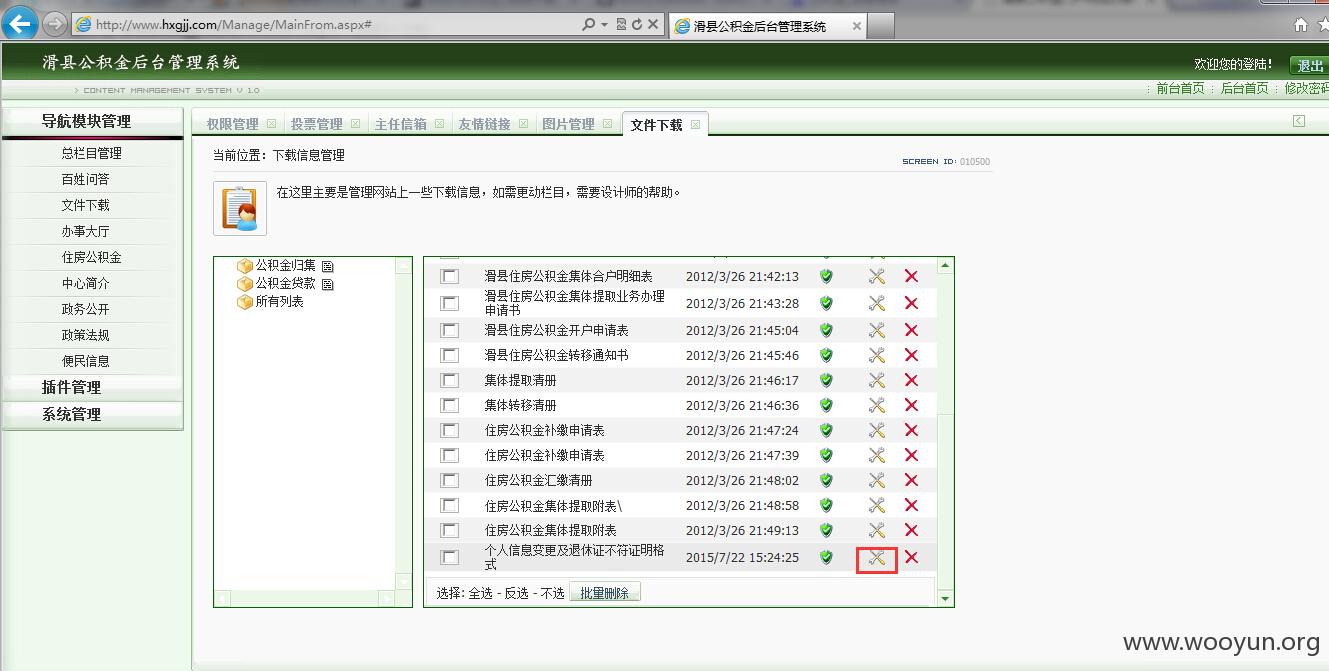 http://www.hxgjj.com/Manage/MainFrom.aspx#
滑县公积金后台管理系统
滑县公积金后台管理系统
欢迎您的登陆!
退出
CONTENT MANAGEMENT SYSTEM V 1.0
前台首页
后台首页
修改密码
导航模块管理
总栏目管理
百姓问答
文件下载
办事大厅
住房公积金
中心简介
政务公开
政策法规
便民信息
插件管理
系统管理
权限管理
投票管理
主任信箱
友情链接
图片管理
文件下载
当前位置：下载信息管理
SCREEN ID: 010500
在这里主要是管理网站上一些下载信息，如需更动栏目，需要设计师的帮助。
公积金归集
公积金贷款
所有列表
滑县住房公积金集体合户明细表 2012/3/26 21:42:13
滑县住房公积金集体提取业务办理
申请书 2012/3/26 21:43:28
滑县住房公积金开户申请表 2012/3/26 21:45:04
滑县住房公积金转移通知书 2012/3/26 21:45:46
集体提取清册 2012/3/26 21:46:17
集体转移清册 2012/3/26 21:46:36
住房公积金补缴申请表 2012/3/26 21:47:24
住房公积金补缴申请表 2012/3/26 21:47:39
住房公积金汇缴清册 2012/3/26 21:48:02
住房公积金集体提取附表\ 2012/3/26 21:48:58
住房公积金集体提取附表 2012/3/26 21:49:13
个人信息变更及退休证不符证明格
式 2015/7/22 15:24:25
选择: 全选 - 反选 - 不选 批量删除
www.wooyun.org